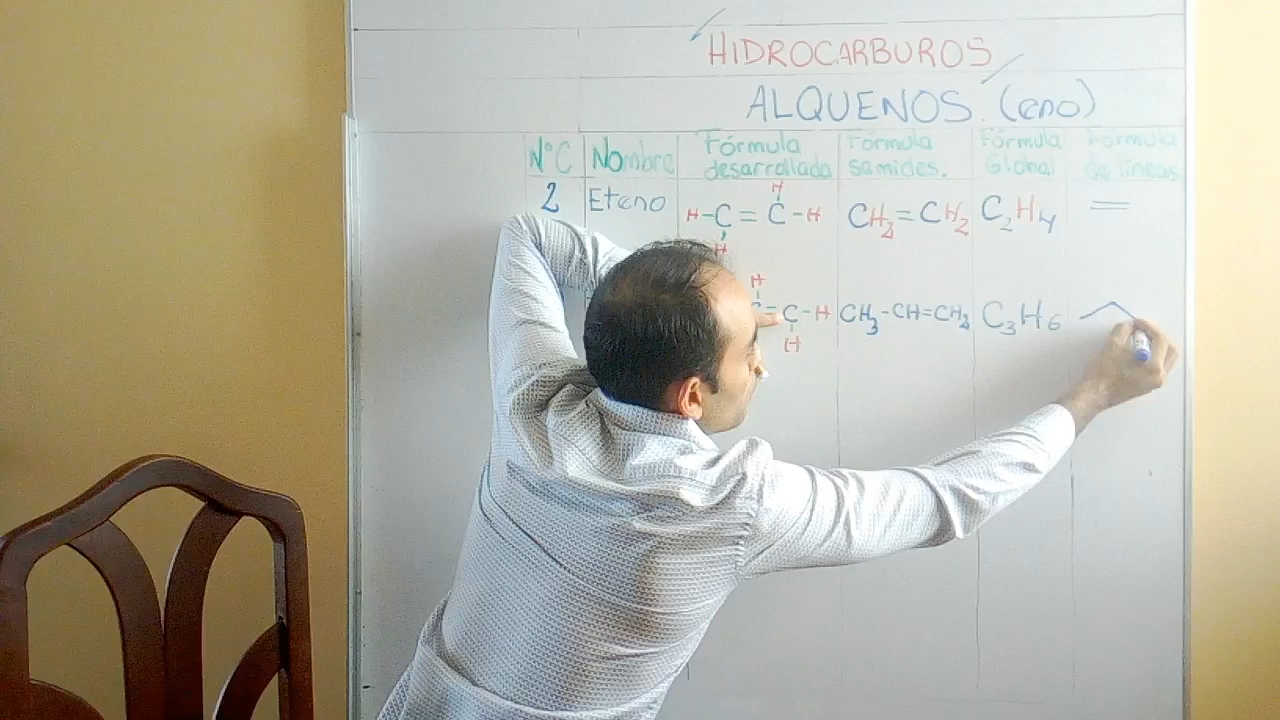 HIDROCARBUROS
ALQUENOS. (eno)
N°C Nombre Fórmula desarrollada Fórmula semides. Fórmula Global Fórmula de líneas
2 Eteno H-C=C-H H H CH2=CH2 C2H4
H =C-H H CH3-CH=CH2 C3H6